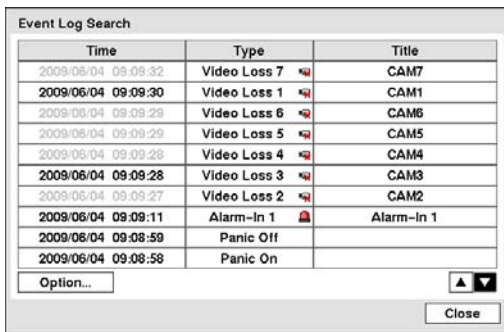 Event Log Search
Time Type Title
2009/06/04 09:09:32 Video Loss 7 CAM7
2009/06/04 09:09:30 Video Loss 1 CAM1
2009/06/04 09:09:29 Video Loss 6 CAM6
2009/06/04 09:09:29 Video Loss 5 CAM5
2009/06/04 09:09:28 Video Loss 4 CAM4
2009/06/04 09:09:28 Video Loss 3 CAM3
2009/06/04 09:09:27 Video Loss 2 CAM2
2009/06/04 09:09:11 Alarm-In 1 Alarm-In 1
2009/06/04 09:08:59 Panic Off
2009/06/04 09:08:58 Panic On
Option...
Close